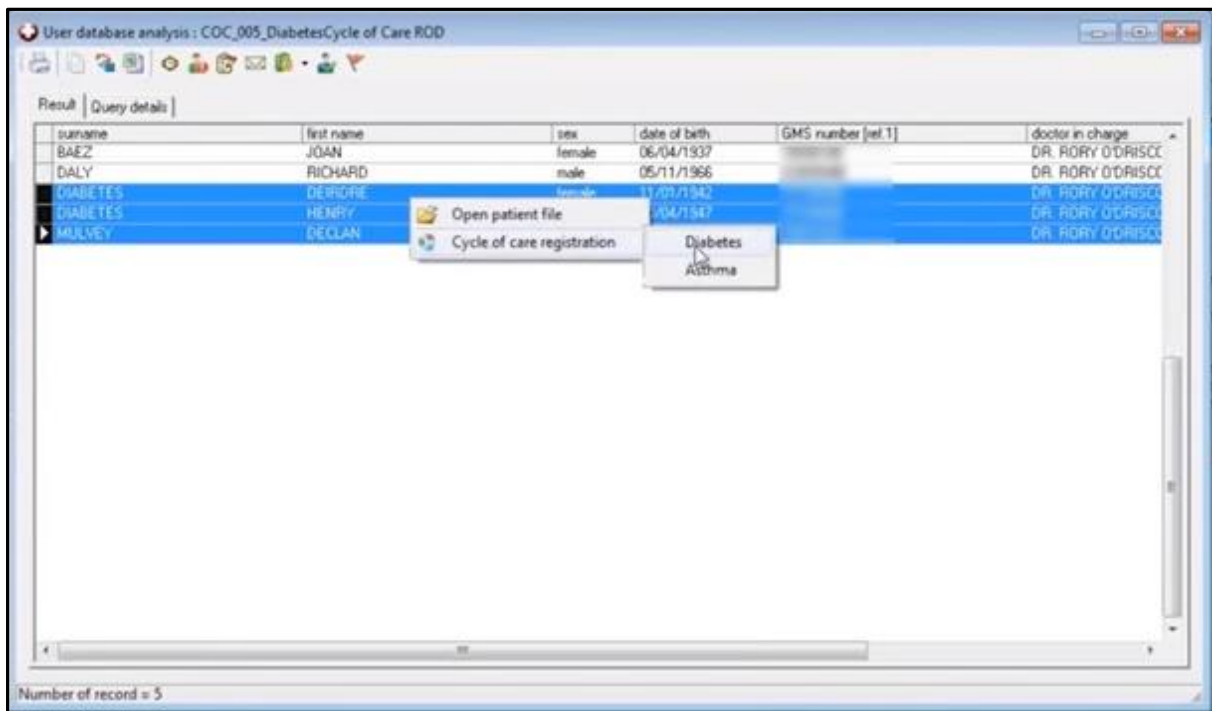 User database analysis : COC_005_DiabetesCycle of Care ROD
Result Query details
surname first name sex date of birth GMS number [ref.1] doctor in charge
BAEZ JOAN female 06/04/1937 DR. RORY O'DRISCC
DALY RICHARD male 05/11/1966 DR. RORY O'DRISCC
DIABETES DEIRDRE female 11/01/1942 DR. RORY O'DRISCC
DIABETES HENRY /04/1947 DR. RORY O'DRISCC
MULVEY DECLAN DR. RORY O'DRISCC
Open patient file
Cycle of care registration
Diabetes
Asthma
Number of record = 5